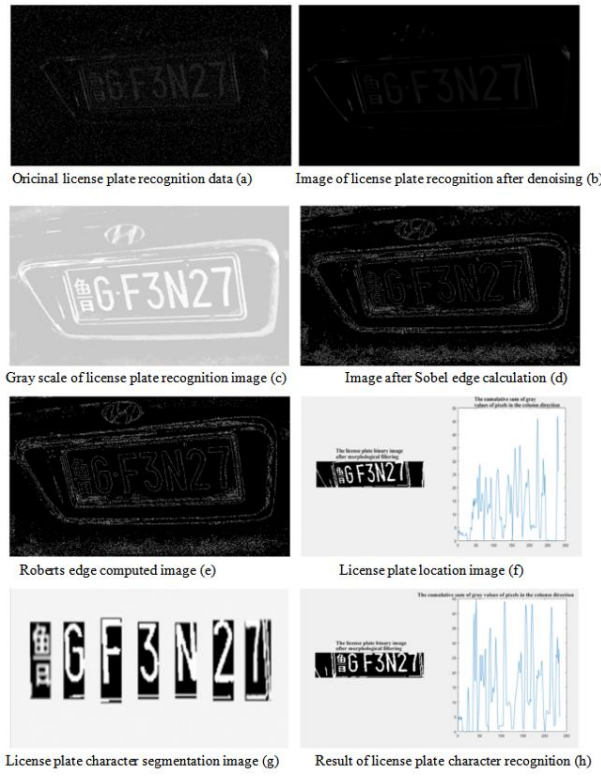 鲁G·F3N27
鲁G·F3N27
Oricinal license plate recognition data (a)
Image of license plate recognition after denoising (b)
鲁G·F3N27
鲁G·F3N27
Gray scale of license plate recognition image (c)
Image after Sobel edge calculation (d)
鲁G·F3N27
The license plate binary image
after morphological filtering
鲁G F3N27
The cumulative sum of gray
values of pixels in the column direction
Roberts edge computed image (e)
License plate location image (f)
鲁 G F 3 N 2 7
The license plate binary image
after morphological filtering
鲁G F3N27
The cumulative sum of gray values of pixels in the column direction
License plate character segmentation image (g)
Result of license plate character recognition (h)